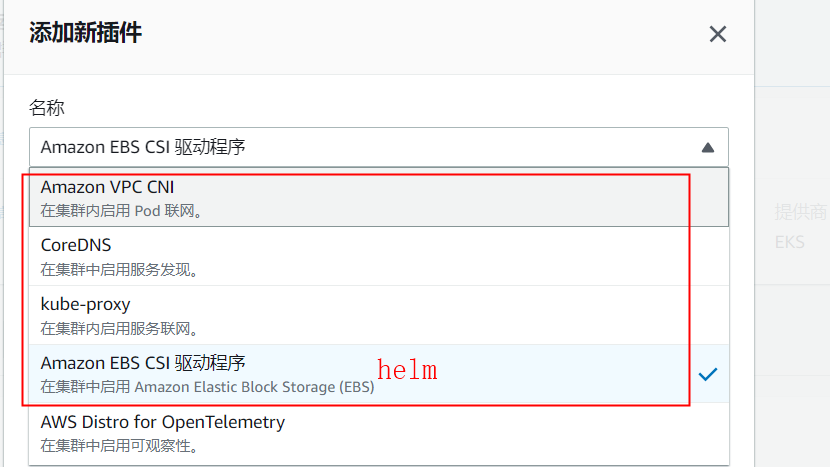 添加新插件
名称
Amazon EBS CSI 驱动程序
Amazon VPC CNI
在集群内启用 Pod 联网。
提供商
CoreDNS
EKS
在集群中启用服务发现。
kube-proxy
在集群内启用服务联网。
Amazon EBS CSI 驱动程序
helm
在集群中启用 Amazon Elastic Block Storage (EBS)
AWS Distro for OpenTelemetry
在集群中启用可观察性。